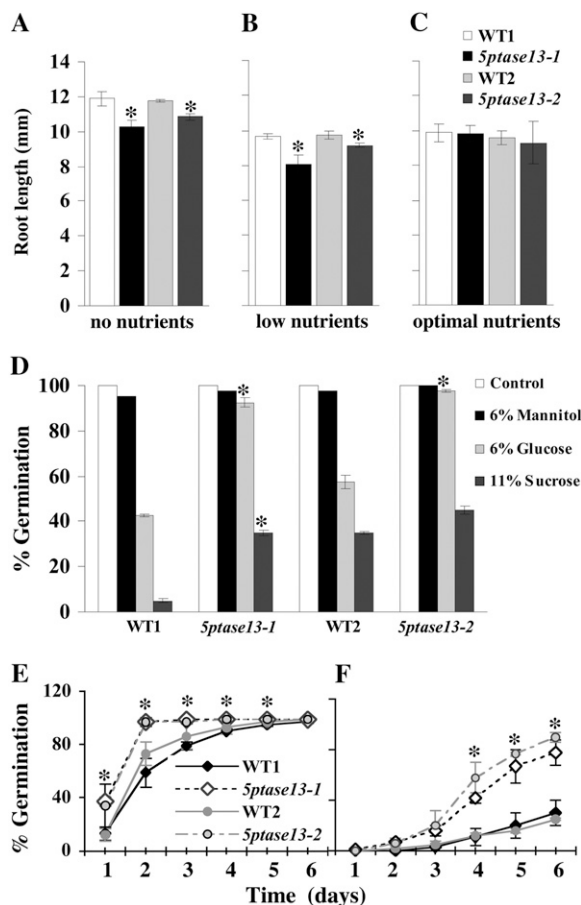 A
B
C
WT1
5ptase13-1
WT2
5ptase13-2
Root length (mm)
14
12
10
8
6
4
2
0
* *
* *
no nutrients
low nutrients
optimal nutrients
D
% Germination
100
80
60
40
20
0
* * *
Control
6% Mannitol
6% Glucose
11% Sucrose
WT1
5ptase13-1
WT2
5ptase13-2
E
F
% Germination
120
80
40
0
* * * * *
* * *
WT1
5ptase13-1
WT2
5ptase13-2
1 2 3 4 5 6
1 2 3 4 5 6
Time (days)